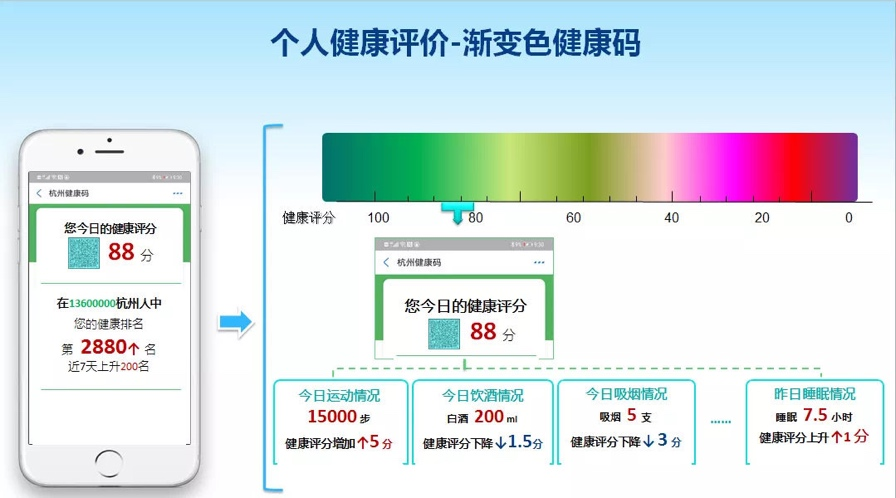 个人健康评价-渐变色健康码
杭州健康码
您今日的健康评分
88 分
在13600000杭州人中
您的健康排名
第 2880↑ 名
近7天上升200名
健康评分 100 80 60 40 20 0
杭州健康码
您今日的健康评分
88 分
今日运动情况
15000 步
健康评分增加↑5 分
今日饮酒情况
白酒 200 ml
健康评分下降↓1.5分
今日吸烟情况
吸烟 5 支
健康评分下降↓3 分
......
昨日睡眠情况
睡眠 7.5 小时
健康评分上升↑1 分